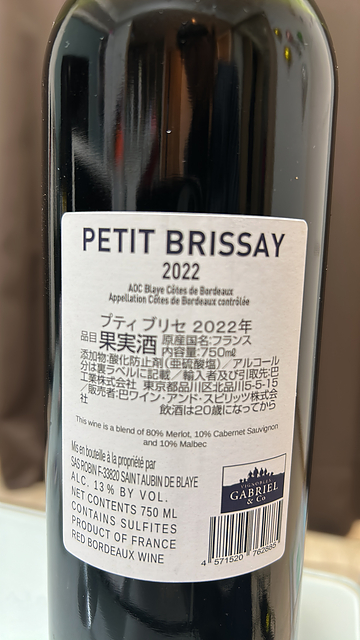 PETIT BRISSAY
2022
AOC Blaye Côtes de Bordeaux
Appellation Côtes de Bordeaux contrôlée
プティ ブリセ 2022年
品目 果実酒 原産国名:フランス
内容量:750mℓ
添加物:酸化防止剤(亜硫酸塩)/アルコール
分は裏ラベルに記載/輸入者及び引取先:巴
工業株式会社 東京都品川区北品川5-5-15
/販売者:巴ワイン・アンド・スピリッツ株式会
社 飲酒は20歳になってから
This wine is a blend of 80% Merlot, 10% Cabernet Sauvignon
and 10% Malbec
Mis en bouteille à la propriété par
SAS ROBIN F-33820 SAINT AUBIN DE BLAYE
ALC. 13 % BY VOL.
NET CONTENTS 750 ML
CONTAINS SULFITES
PRODUCT OF FRANCE
RED BORDEAUX WINE
VIGNOBLES
GABRIEL
& Co
4 571520 762885